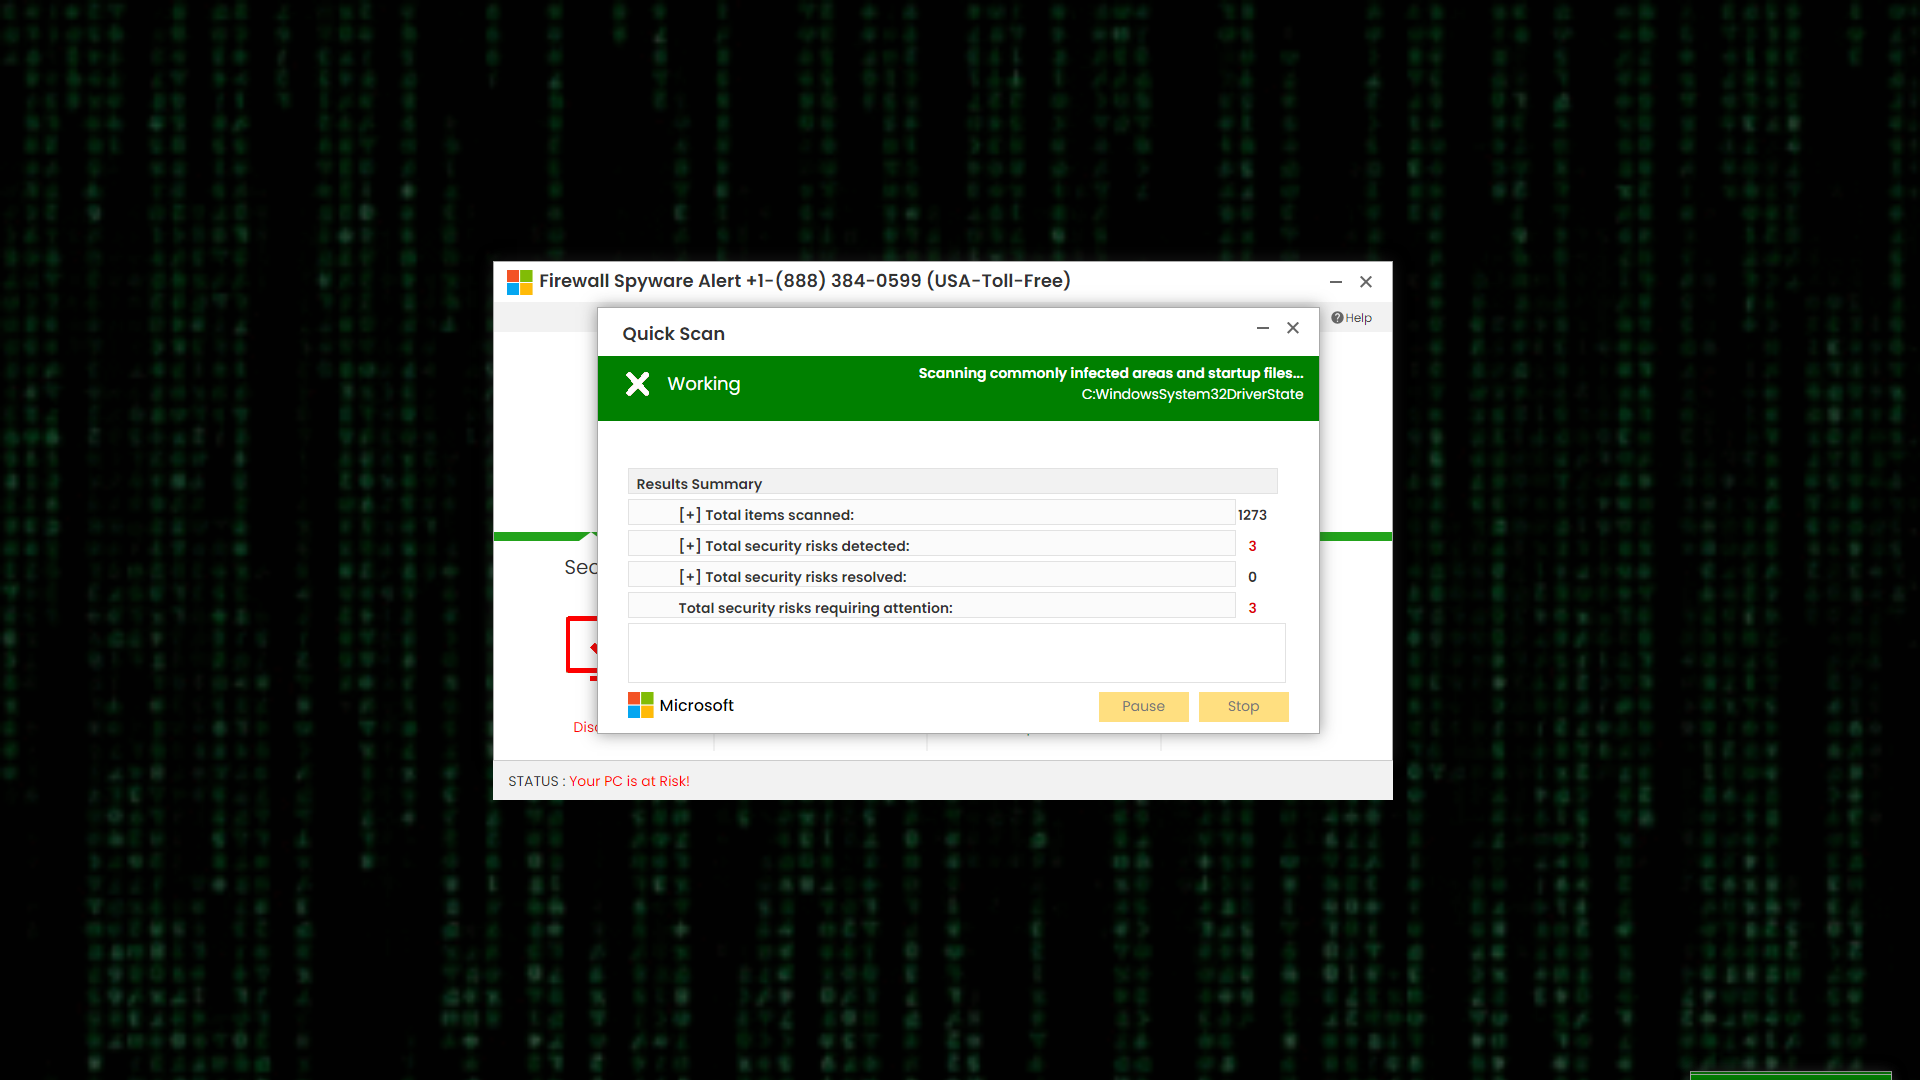 Firewall Spyware Alert +1-(888) 384-0599 (USA-Toll-Free)
Help
Quick Scan
Working
Scanning commonly infected areas and startup files...
C:WindowsSystem32DriverState
Results Summary
[+] Total items scanned: 1273
[+] Total security risks detected: 3
[+] Total security risks resolved: 0
Total security risks requiring attention: 3
Microsoft
Pause
Stop
STATUS : Your PC is at Risk!